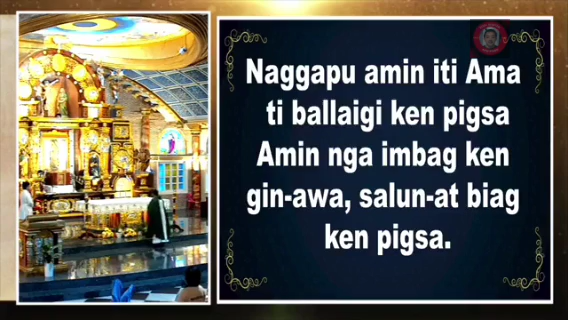 Naggapu amin iti Ama
ti ballaigi ken pigsa
Amin nga imbag ken
gin-awa, salun-at biag
ken pigsa.